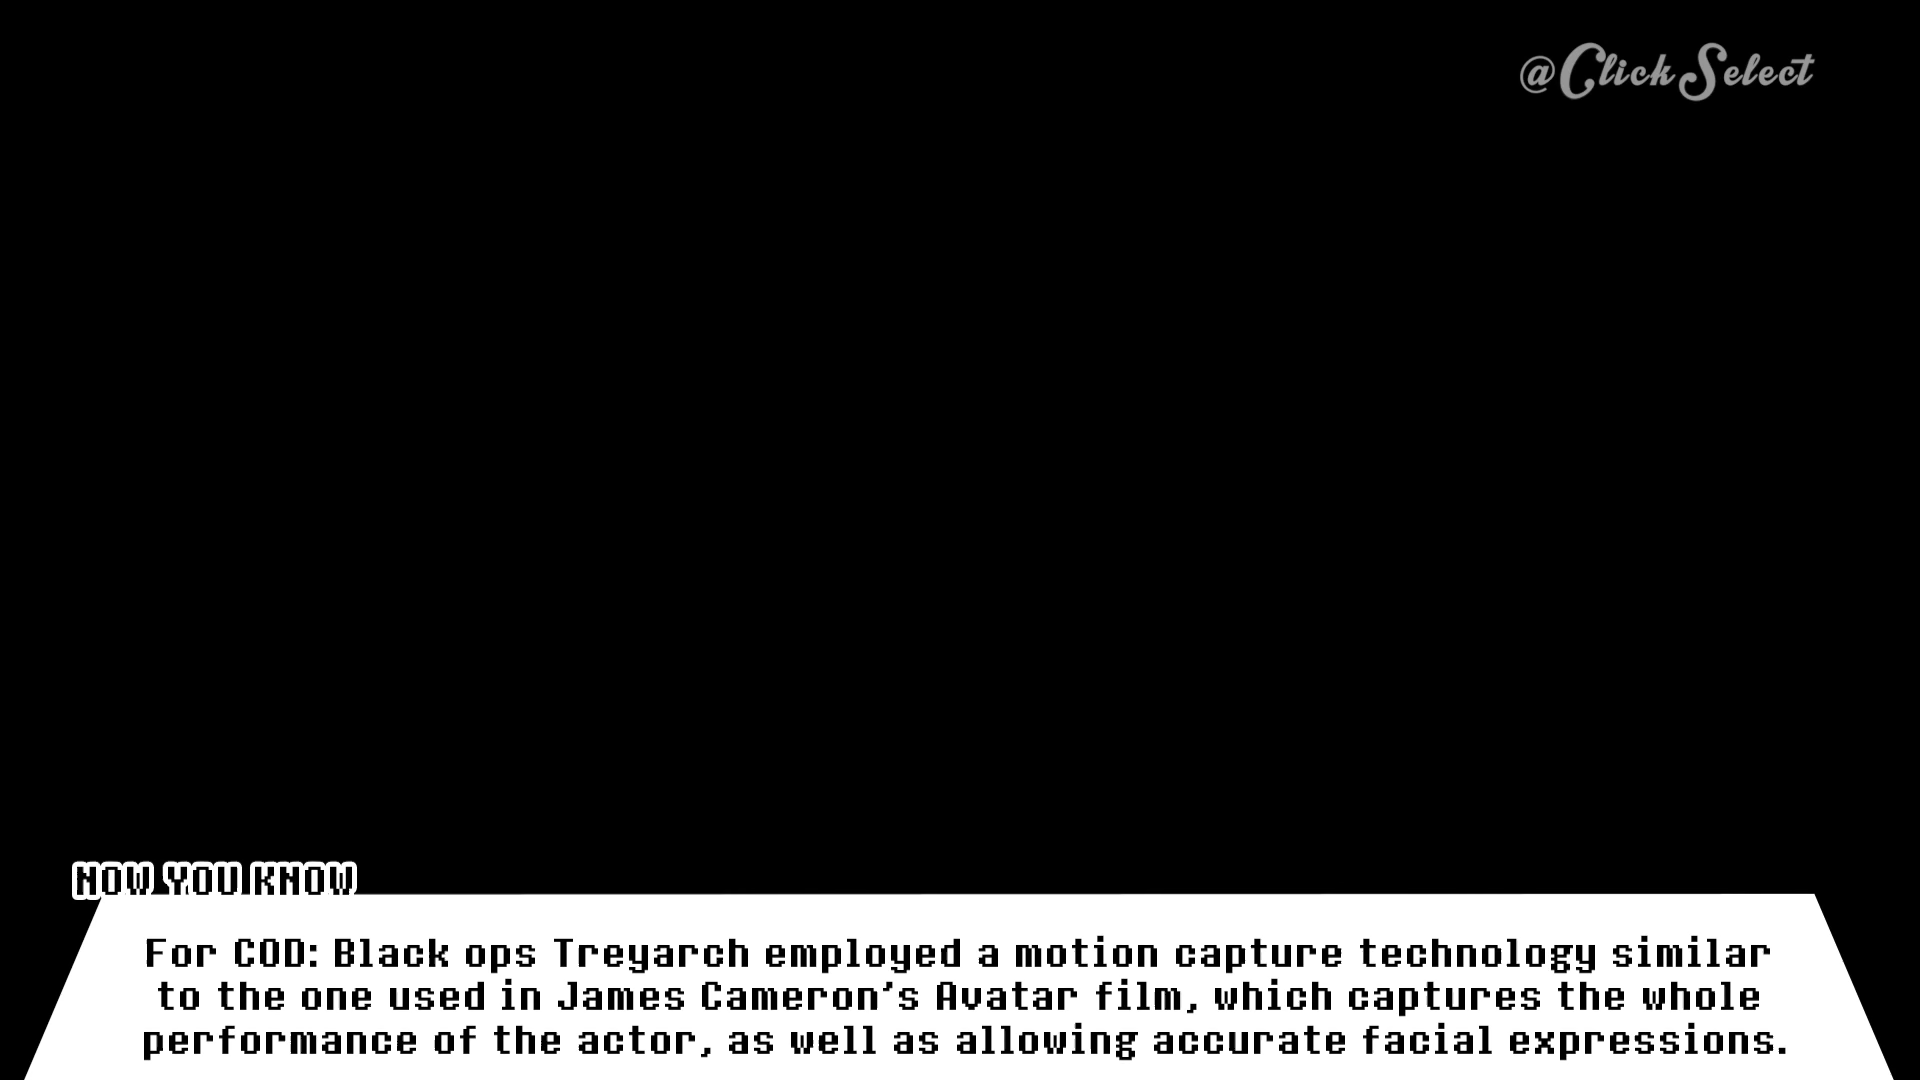 @ClickSelect
NOW YOU KNOW
For COD: Black ops Treyarch employed a motion capture technology similar
to the one used in James Cameron's Avatar film, which captures the whole
performance of the actor, as well as allowing accurate facial expressions.